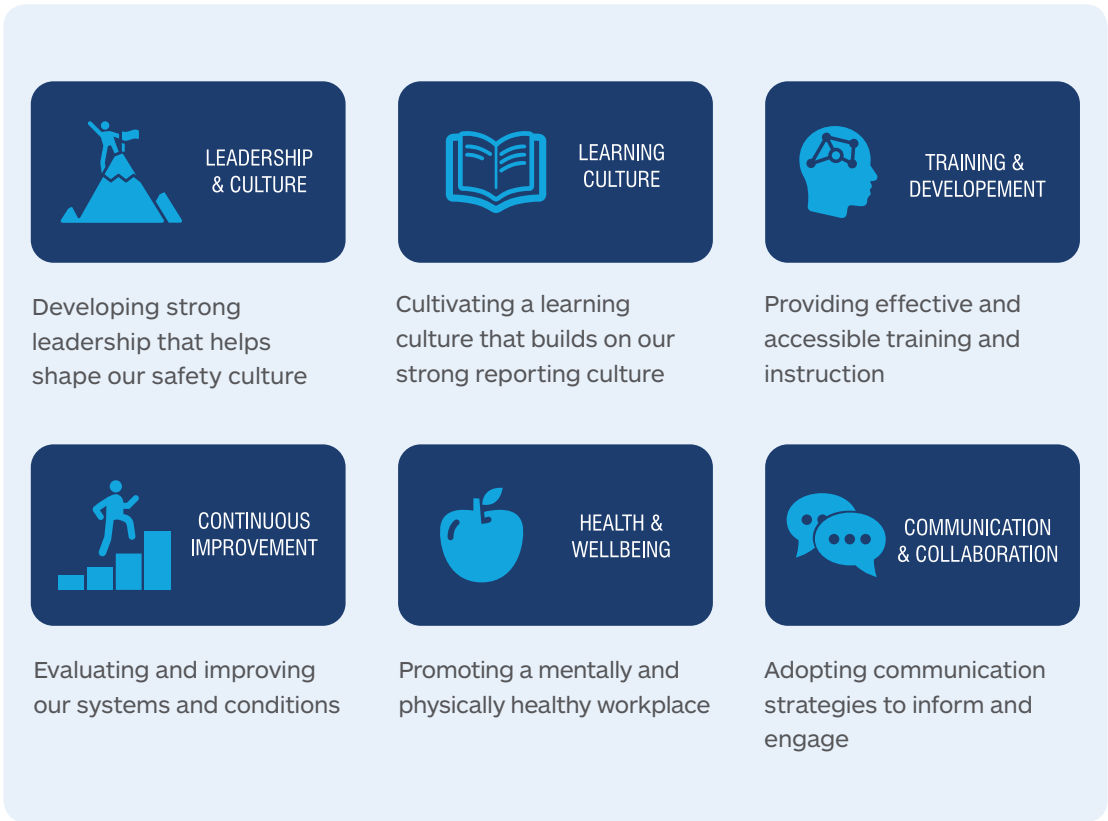 LEADERSHIP
& CULTURE
Developing strong
leadership that helps
shape our safety culture
LEARNING
CULTURE
Cultivating a learning
culture that builds on our
strong reporting culture
TRAINING &
DEVELOPEMENT
Providing effective and
accessible training and
instruction
CONTINUOUS
IMPROVEMENT
Evaluating and improving
our systems and conditions
HEALTH &
WELLBEING
Promoting a mentally and
physically healthy workplace
COMMUNICATION
& COLLABORATION
Adopting communication
strategies to inform and
engage